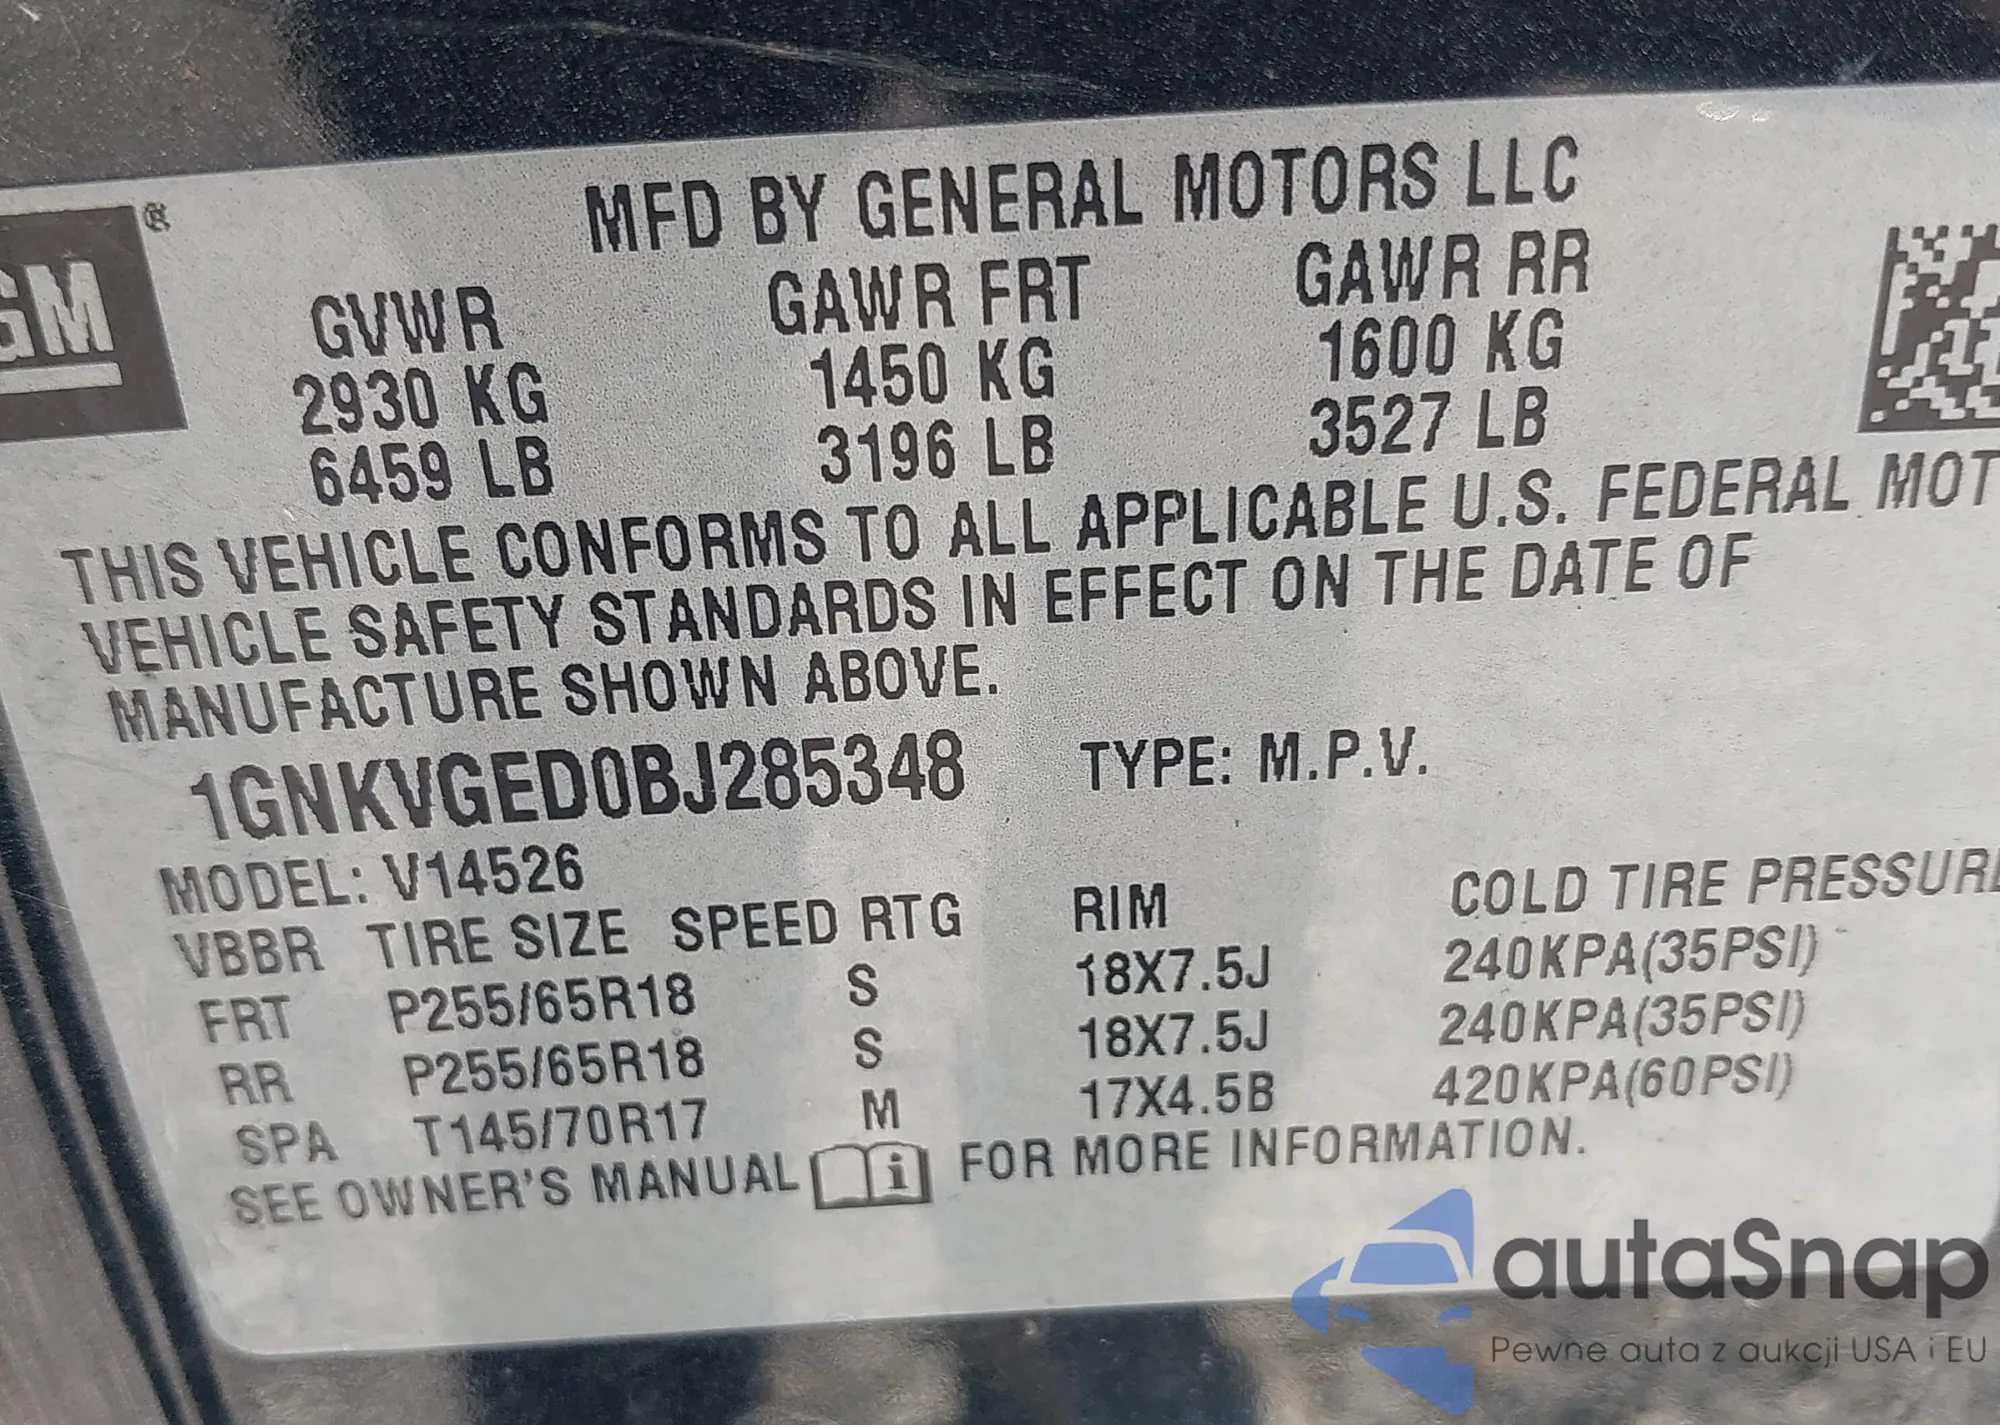 GM®
MFD BY GENERAL MOTORS LLC
GVWR GAWR FRT GAWR RR
2930 KG 1450 KG 1600 KG
6459 LB 3196 LB 3527 LB
THIS VEHICLE CONFORMS TO ALL APPLICABLE U.S. FEDERAL MOT
VEHICLE SAFETY STANDARDS IN EFFECT ON THE DATE OF
MANUFACTURE SHOWN ABOVE.
1GNKVGED0BJ285348 TYPE: M.P.V.
MODEL: V14526
VBBR TIRE SIZE SPEED RTG RIM COLD TIRE PRESSURE
FRT P255/65R18 S 18X7.5J 240KPA(35PSI)
RR P255/65R18 S 18X7.5J 240KPA(35PSI)
SPA T145/70R17 M 17X4.5B 420KPA(60PSI)
SEE OWNER'S MANUAL i FOR MORE INFORMATION.
autaSnap
Pewne auta z aukcji USA i EU